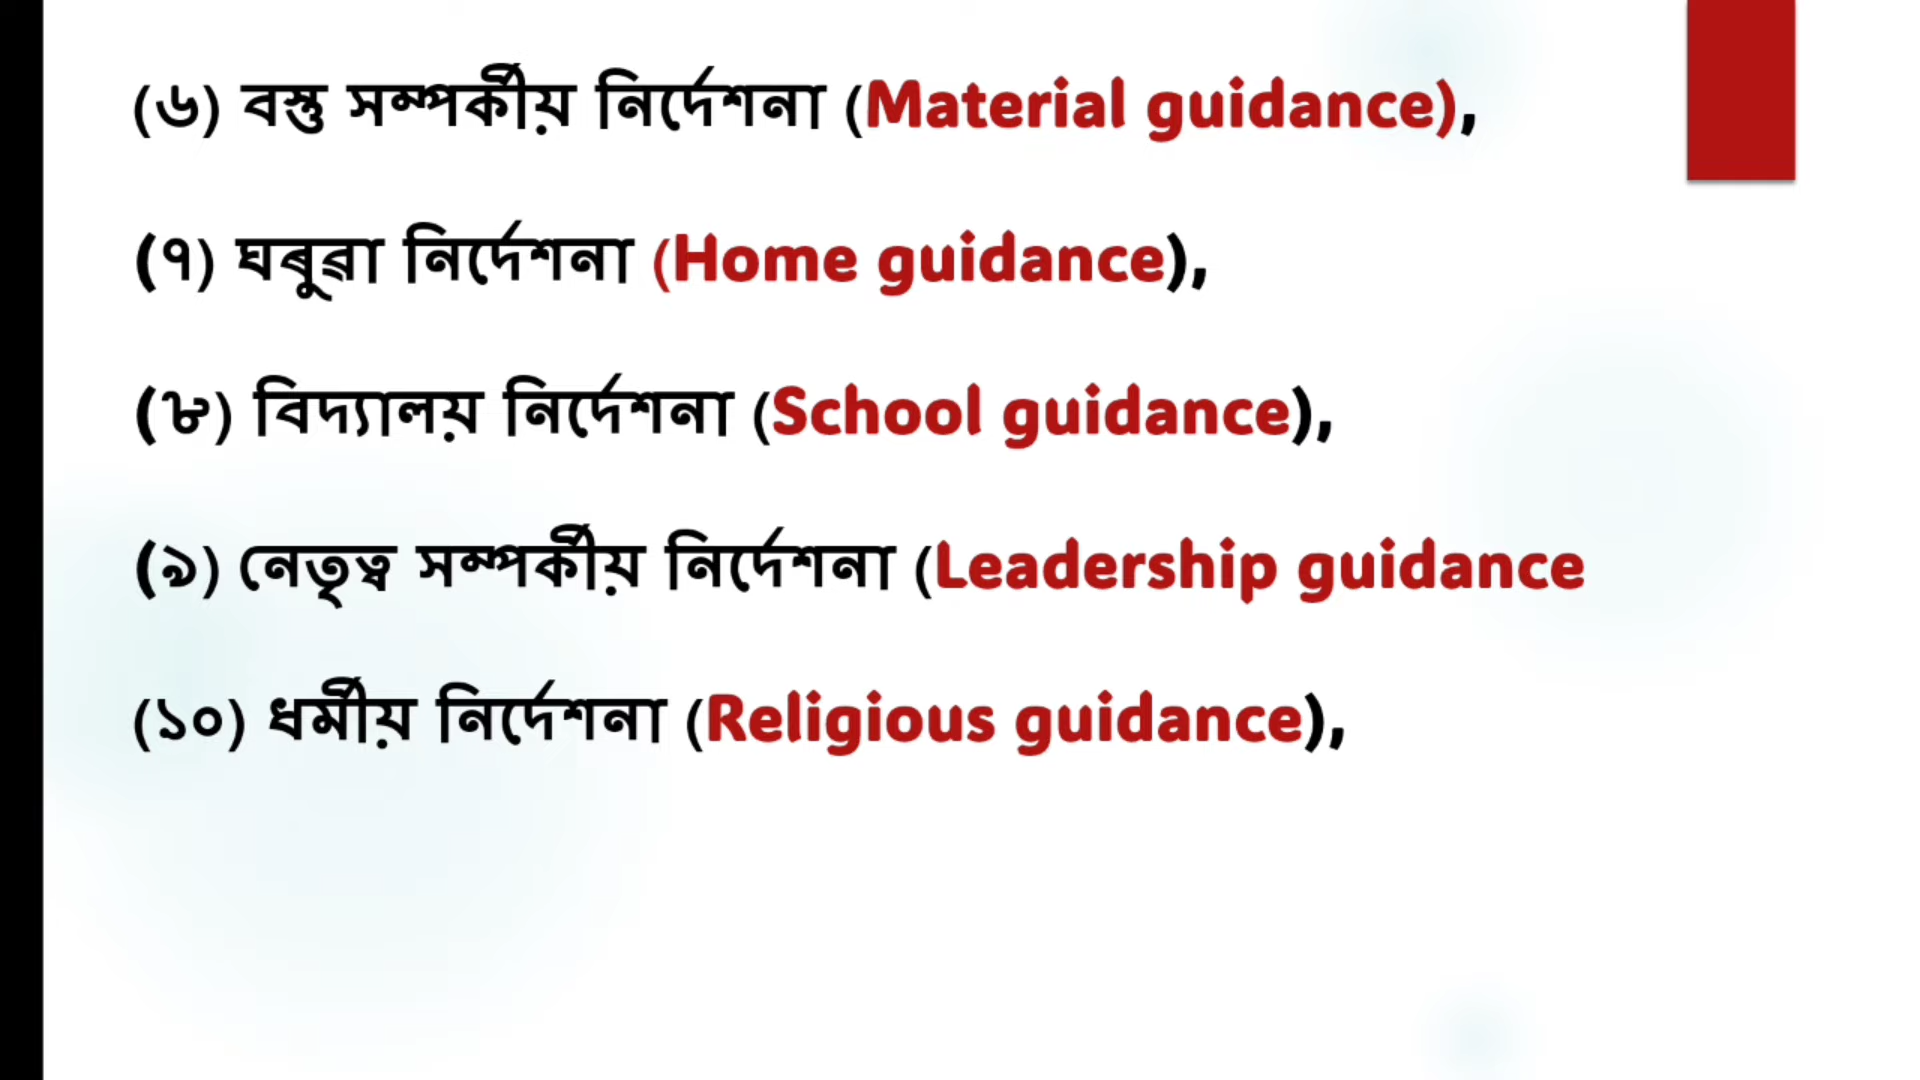 (৬) বস্তু সম্পৰ্কীয় নিৰ্দেশনা (Material guidance),
(৭) ঘৰুৱা নিৰ্দেশনা (Home guidance),
(৮) বিদ্যালয় নিৰ্দেশনা (School guidance),
(৯) নেতৃত্ব সম্পৰ্কীয় নিৰ্দেশনা (Leadership guidance
(১০) ধৰ্মীয় নিৰ্দেশনা (Religious guidance),